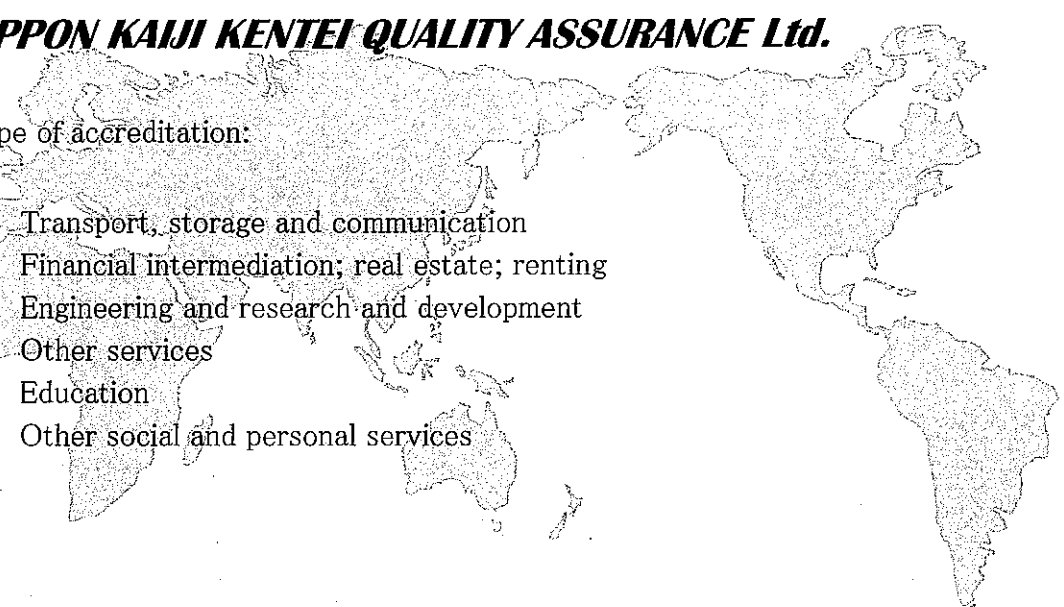 PPON KAIJI KENTEI QUALITY ASSURANCE Ltd.
pe of accreditation:
Transport, storage and communication
Financial intermediation; real estate; renting
Engineering and research and development
Other services
Education
Other social and personal services